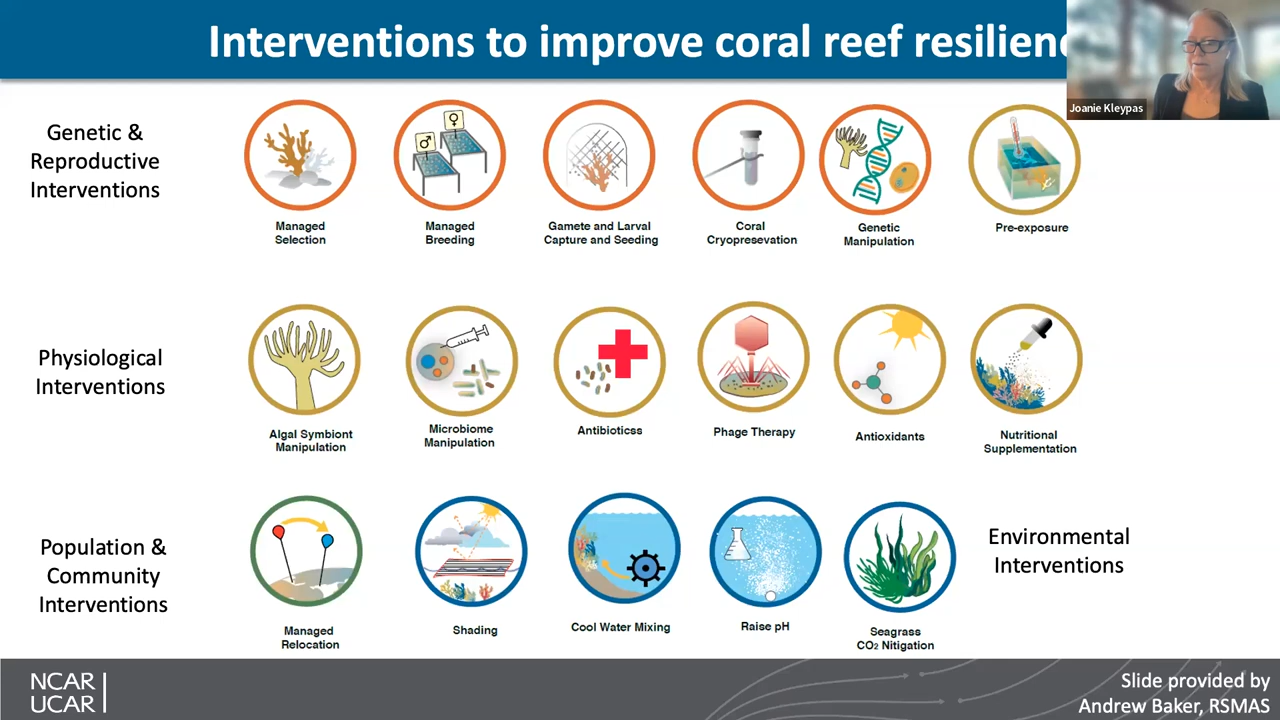 Interventions to improve coral reef resilienc
Joanie Kleypas
Genetic &
Reproductive
Interventions
Managed
Selection
Managed
Breeding
Gamete and Larval
Capture and Seeding
Coral
Cryopresevation
Genetic
Manipulation
Pre-exposure
Physiological
Interventions
Algal Symbiont
Manipulation
Microbiome
Manipulation
Antibioticss
Phage Therapy
Antioxidants
Nutritional
Supplementation
Population &
Community
Interventions
Managed
Relocation
Shading
Cool Water Mixing
Raise pH
Seagrass
CO₂ Nitigation
Environmental
Interventions
NCAR
UCAR
Slide provided by
Andrew Baker, RSMAS